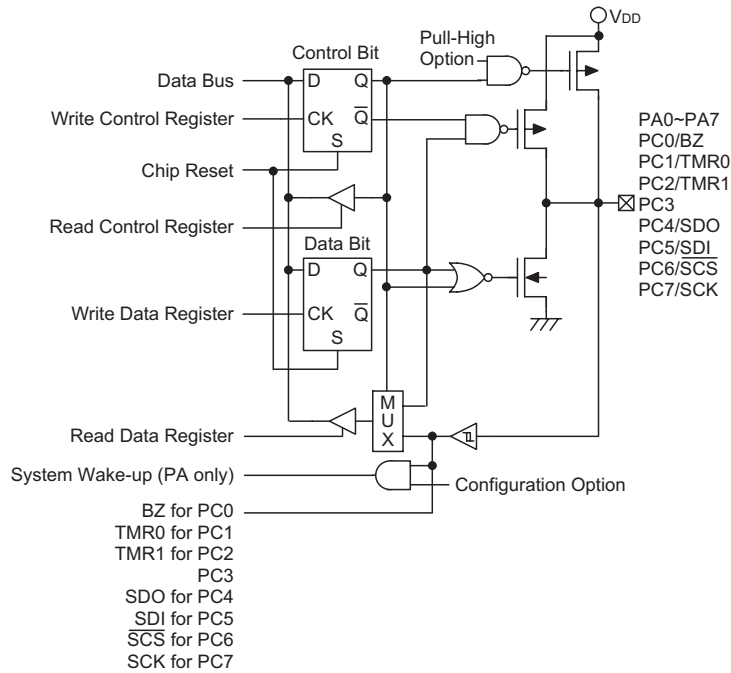 VDD
Pull-High
Option
Control Bit
Data Bus
D
Q
Write Control Register
CK
Q̅
S
Chip Reset
Read Control Register
Data Bit
D
Q
Write Data Register
CK
Q̅
S
PA0~PA7
PC0/BZ
PC1/TMR0
PC2/TMR1
PC3
PC4/SDO
PC5/SDI
PC6/S̅C̅S̅
PC7/SCK
M
U
X
Read Data Register
System Wake-up (PA only)
Configuration Option
BZ for PC0
TMR0 for PC1
TMR1 for PC2
PC3
SDO for PC4
SDI for PC5
S̅C̅S̅ for PC6
SCK for PC7